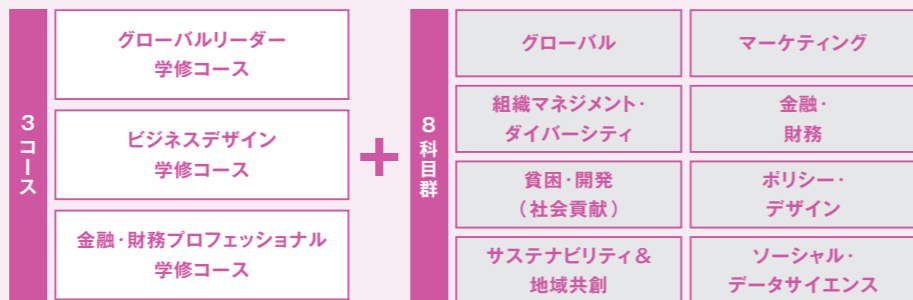 3コース
グローバルリーダー
学修コース
ビジネスデザイン
学修コース
金融・財務プロフェッショナル
学修コース
+
8科目群
グローバル
マーケティング
組織マネジメント・
ダイバーシティ
金融・
財務
貧困・開発
（社会貢献）
ポリシー・
デザイン
サステナビリティ＆
地域共創
ソーシャル・
データサイエンス